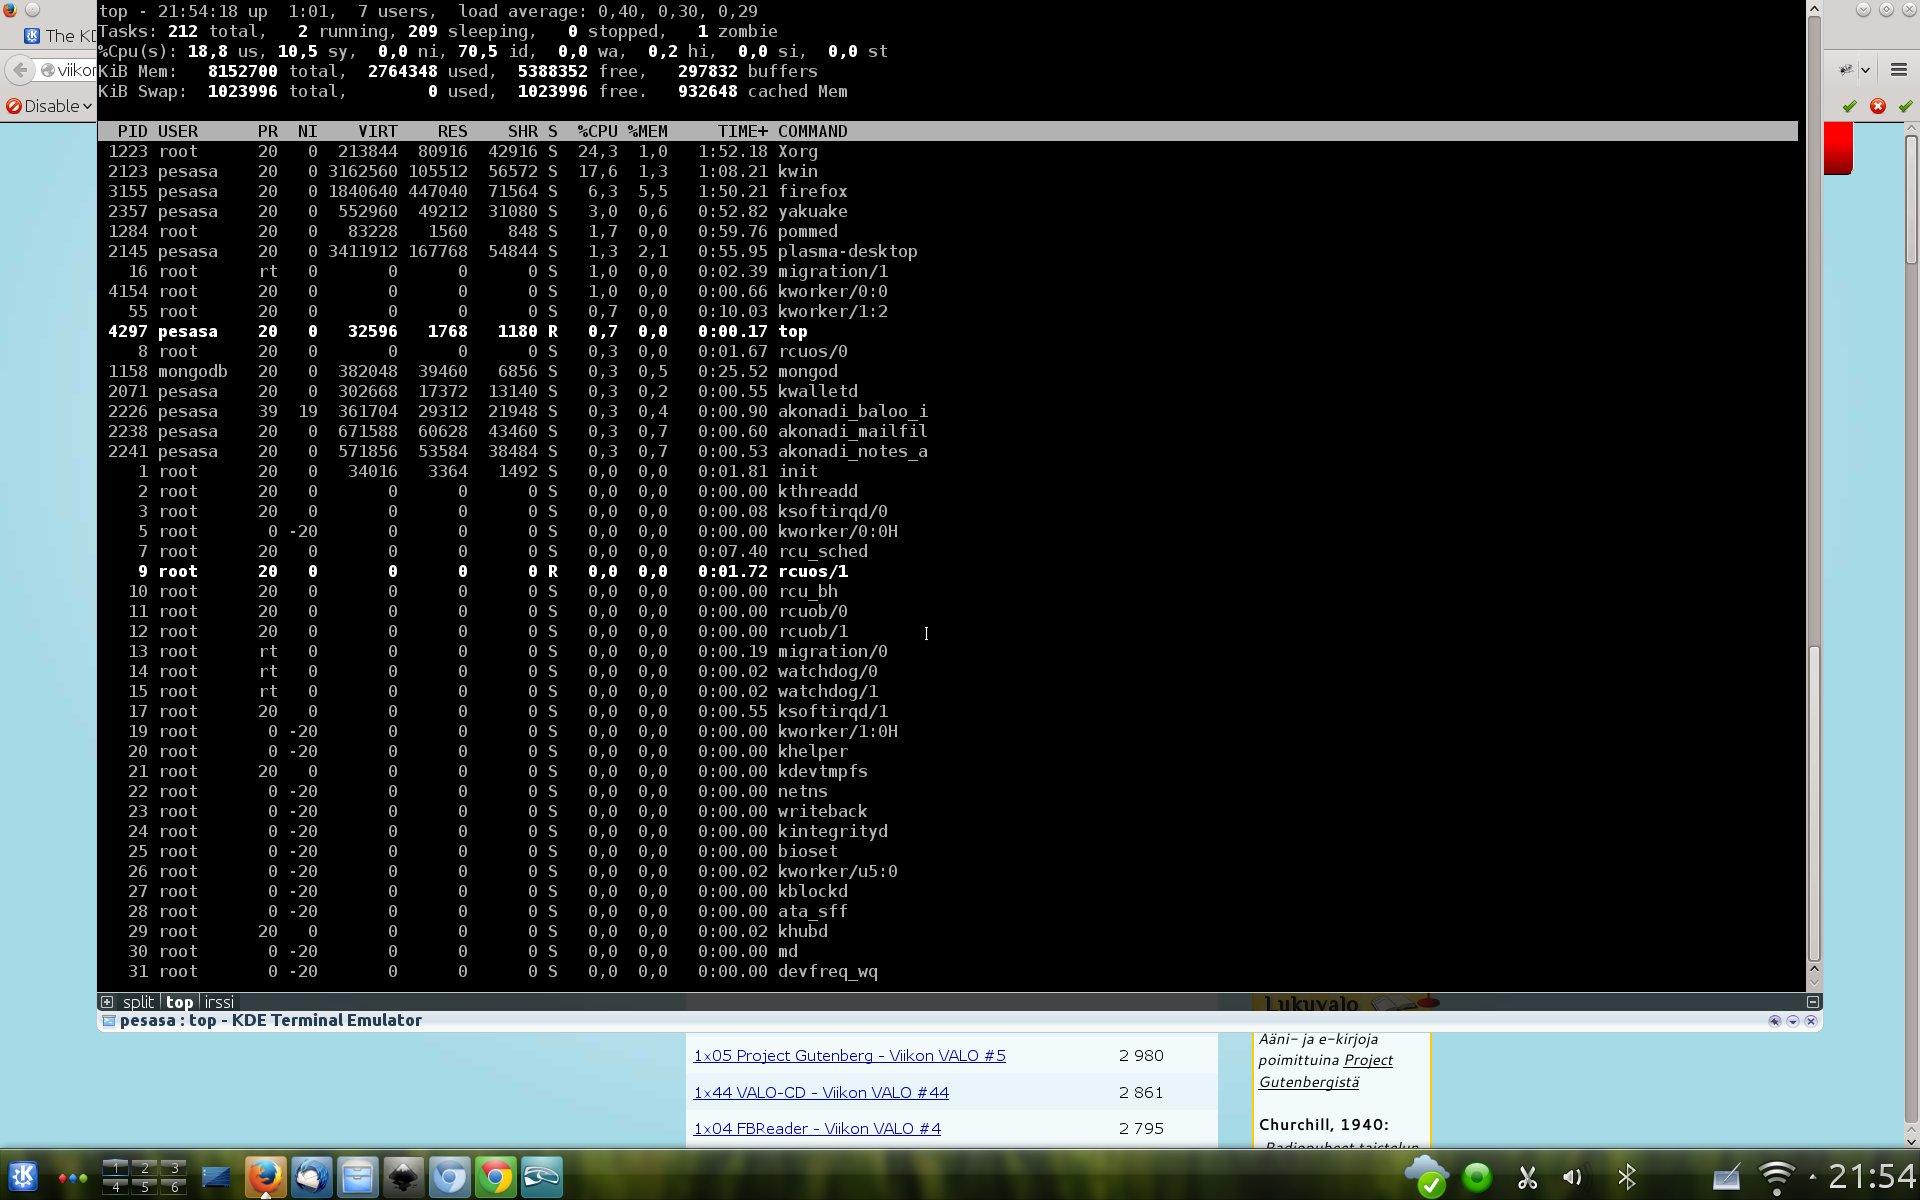 top - 21:54:18 up  1:01,  7 users,  load average: 0,40, 0,30, 0,29
Tasks: 212 total,   2 running, 209 sleeping,   0 stopped,   1 zombie
%Cpu(s): 18,8 us, 10,5 sy,  0,0 ni, 70,5 id,  0,0 wa,  0,2 hi,  0,0 si,  0,0 st
KiB Mem:   8152700 total,  2764348 used,  5388352 free,   297832 buffers
KiB Swap:  1023996 total,        0 used,  1023996 free.   932648 cached Mem
The KD
viikon
Disable
PID USER      PR  NI    VIRT    RES    SHR S  %CPU %MEM     TIME+ COMMAND
1223 root      20   0  213844  80916  42916 S  24,3  1,0   1:52.18 Xorg
2123 pesasa    20   0 3162560 105512  56572 S  17,6  1,3   1:08.21 kwin
3155 pesasa    20   0 1840640 447040  71564 S   6,3  5,5   1:50.21 firefox
2357 pesasa    20   0  552960  49212  31080 S   3,0  0,6   0:52.82 yakuake
1284 root      20   0   83228   1560    848 S   1,7  0,0   0:59.76 pommed
2145 pesasa    20   0 3411912 167768  54844 S   1,3  2,1   0:55.95 plasma-desktop
16 root      rt   0       0      0      0 S   1,0  0,0   0:02.39 migration/1
4154 root      20   0       0      0      0 S   1,0  0,0   0:00.66 kworker/0:0
55 root      20   0       0      0      0 S   0,7  0,0   0:10.03 kworker/1:2
4297 pesasa    20   0   32596   1768   1180 R   0,7  0,0   0:00.17 top
8 root      20   0       0      0      0 S   0,3  0,0   0:01.67 rcuos/0
1158 mongodb   20   0  382048  39460   6856 S   0,3  0,5   0:25.52 mongod
2071 pesasa    20   0  302668  17372  13140 S   0,3  0,2   0:00.55 kwalletd
2226 pesasa    39  19  361704  29312  21948 S   0,3  0,4   0:00.90 akonadi_baloo_i
2238 pesasa    20   0  671588  60628  43460 S   0,3  0,7   0:00.60 akonadi_mailfil
2241 pesasa    20   0  571856  53584  38484 S   0,3  0,7   0:00.53 akonadi_notes_a
1 root      20   0   34016   3364   1492 S   0,0  0,0   0:01.81 init
2 root      20   0       0      0      0 S   0,0  0,0   0:00.00 kthreadd
3 root      20   0       0      0      0 S   0,0  0,0   0:00.08 ksoftirqd/0
5 root       0 -20       0      0      0 S   0,0  0,0   0:00.00 kworker/0:0H
7 root      20   0       0      0      0 S   0,0  0,0   0:07.40 rcu_sched
9 root      20   0       0      0      0 R   0,0  0,0   0:01.72 rcuos/1
10 root      20   0       0      0      0 S   0,0  0,0   0:00.00 rcu_bh
11 root      20   0       0      0      0 S   0,0  0,0   0:00.00 rcuob/0
12 root      20   0       0      0      0 S   0,0  0,0   0:00.00 rcuob/1
13 root      rt   0       0      0      0 S   0,0  0,0   0:00.19 migration/0
14 root      rt   0       0      0      0 S   0,0  0,0   0:00.02 watchdog/0
15 root      rt   0       0      0      0 S   0,0  0,0   0:00.02 watchdog/1
17 root      20   0       0      0      0 S   0,0  0,0   0:00.55 ksoftirqd/1
19 root       0 -20       0      0      0 S   0,0  0,0   0:00.00 kworker/1:0H
20 root       0 -20       0      0      0 S   0,0  0,0   0:00.00 khelper
21 root      20   0       0      0      0 S   0,0  0,0   0:00.00 kdevtmpfs
22 root       0 -20       0      0      0 S   0,0  0,0   0:00.00 netns
23 root       0 -20       0      0      0 S   0,0  0,0   0:00.00 writeback
24 root       0 -20       0      0      0 S   0,0  0,0   0:00.00 kintegrityd
25 root       0 -20       0      0      0 S   0,0  0,0   0:00.00 bioset
26 root       0 -20       0      0      0 S   0,0  0,0   0:00.02 kworker/u5:0
27 root       0 -20       0      0      0 S   0,0  0,0   0:00.00 kblockd
28 root       0 -20       0      0      0 S   0,0  0,0   0:00.00 ata_sff
29 root      20   0       0      0      0 S   0,0  0,0   0:00.02 khubd
30 root       0 -20       0      0      0 S   0,0  0,0   0:00.00 md
31 root       0 -20       0      0      0 S   0,0  0,0   0:00.00 devfreq_wq
split top irssi
pesasa : top - KDE Terminal Emulator
1x05 Project Gutenberg - Viikon VALO #5 2 980
1x44 VALO-CD - Viikon VALO #44 2 861
1x04 FBReader - Viikon VALO #4 2 795
Lukuvalo
Ääni- ja e-kirjoja
poimittuina Project
Gutenbergistä
Churchill, 1940:
1 2 3
4 5 6
21:54